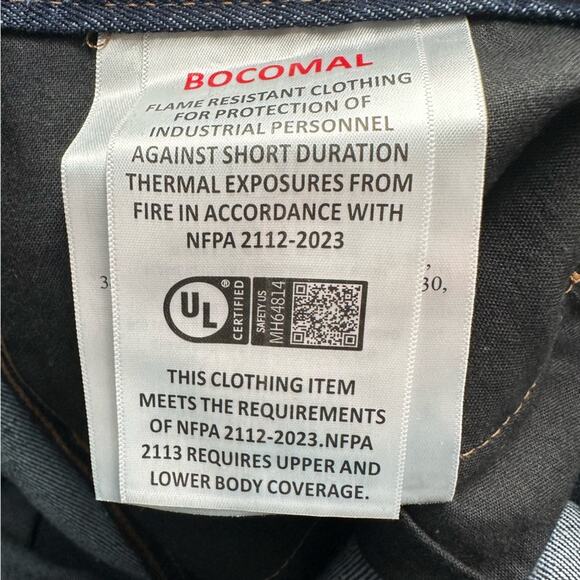 BOCOMAL
FLAME RESISTANT CLOTHING
FOR PROTECTION OF
INDUSTRIAL PERSONNEL
AGAINST SHORT DURATION
THERMAL EXPOSURES FROM
FIRE IN ACCORDANCE WITH
NFPA 2112-2023
3
30,
UL
®
CERTIFIED
SAFETY US
MH64814
THIS CLOTHING ITEM
MEETS THE REQUIREMENTS
OF NFPA 2112-2023.NFPA
2113 REQUIRES UPPER AND
LOWER BODY COVERAGE.